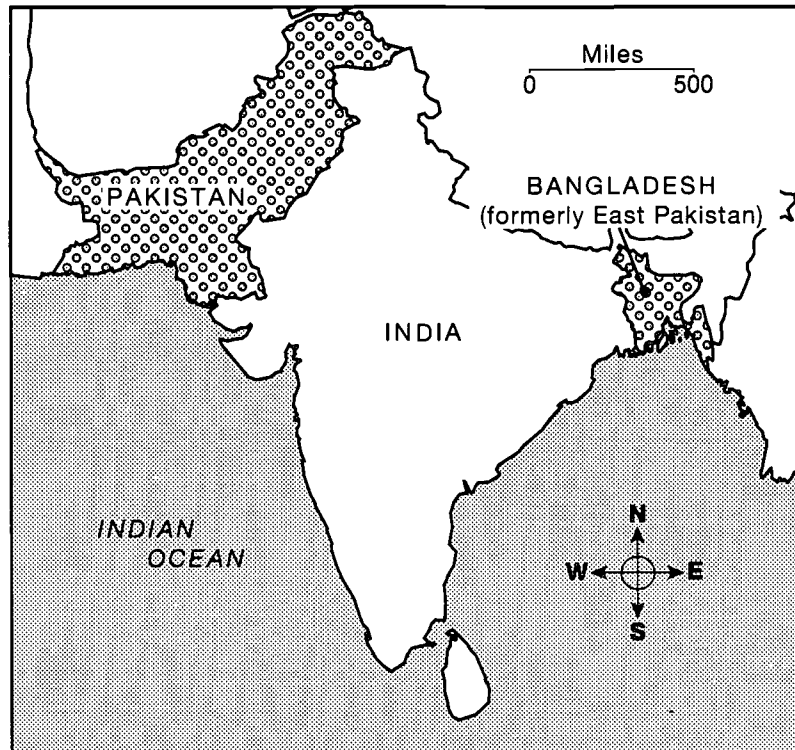 Miles
0 500
PAKISTAN
BANGLADESH
(formerly East Pakistan)
INDIA
INDIAN
OCEAN
N
W E
S